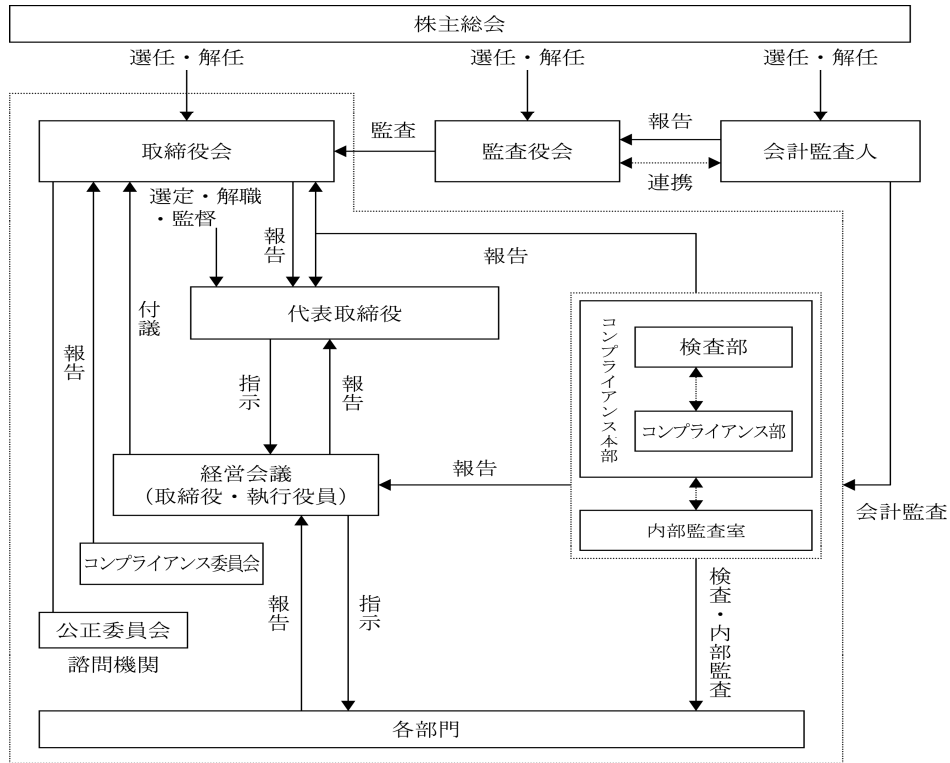 株主総会
選任・解任
選任・解任
選任・解任
取締役会
監査
監査役会
報告
連携
会計監査人
選定・解職
・監督
報告
報告
付議
代表取締役
報告
指示
報告
コンプライアンス本部
検査部
コンプライアンス部
経営会議
（取締役・執行役員）
報告
内部監査室
会計監査
コンプライアンス委員会
公正委員会
諮問機関
報告
指示
検査・内部監査
各部門